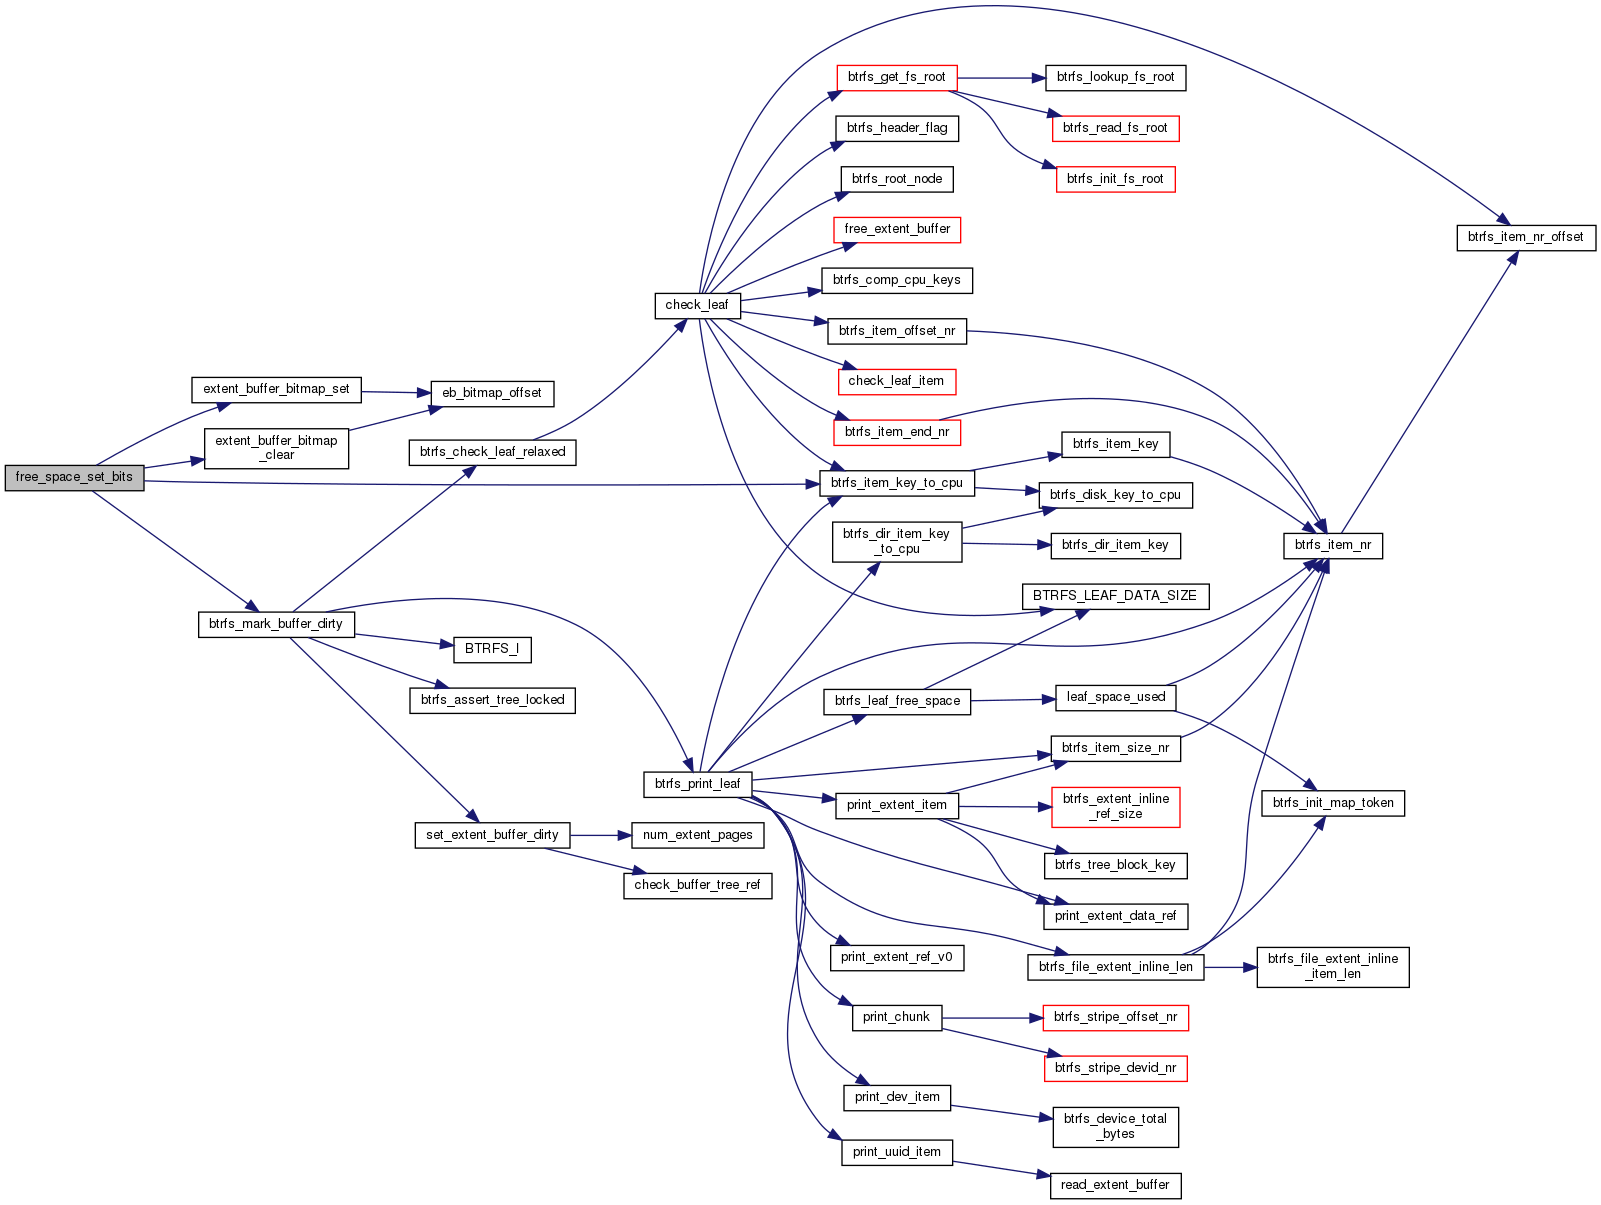 free_space_set_bits
extent_buffer_bitmap_set
extent_buffer_bitmap
_clear
btrfs_mark_buffer_dirty
eb_bitmap_offset
btrfs_check_leaf_relaxed
BTRFS_I
btrfs_assert_tree_locked
set_extent_buffer_dirty
check_leaf
btrfs_print_leaf
num_extent_pages
check_buffer_tree_ref
btrfs_get_fs_root
btrfs_header_flag
btrfs_root_node
free_extent_buffer
btrfs_comp_cpu_keys
btrfs_item_offset_nr
check_leaf_item
btrfs_item_end_nr
btrfs_item_key_to_cpu
btrfs_dir_item_key
_to_cpu
btrfs_leaf_free_space
print_extent_item
print_extent_ref_v0
print_chunk
print_dev_item
print_uuid_item
btrfs_lookup_fs_root
btrfs_read_fs_root
btrfs_init_fs_root
btrfs_item_key
btrfs_disk_key_to_cpu
btrfs_dir_item_key
BTRFS_LEAF_DATA_SIZE
leaf_space_used
btrfs_item_size_nr
btrfs_extent_inline
_ref_size
btrfs_tree_block_key
print_extent_data_ref
btrfs_file_extent_inline_len
btrfs_stripe_offset_nr
btrfs_stripe_devid_nr
btrfs_device_total
_bytes
read_extent_buffer
btrfs_item_nr
btrfs_init_map_token
btrfs_file_extent_inline
_item_len
btrfs_item_nr_offset